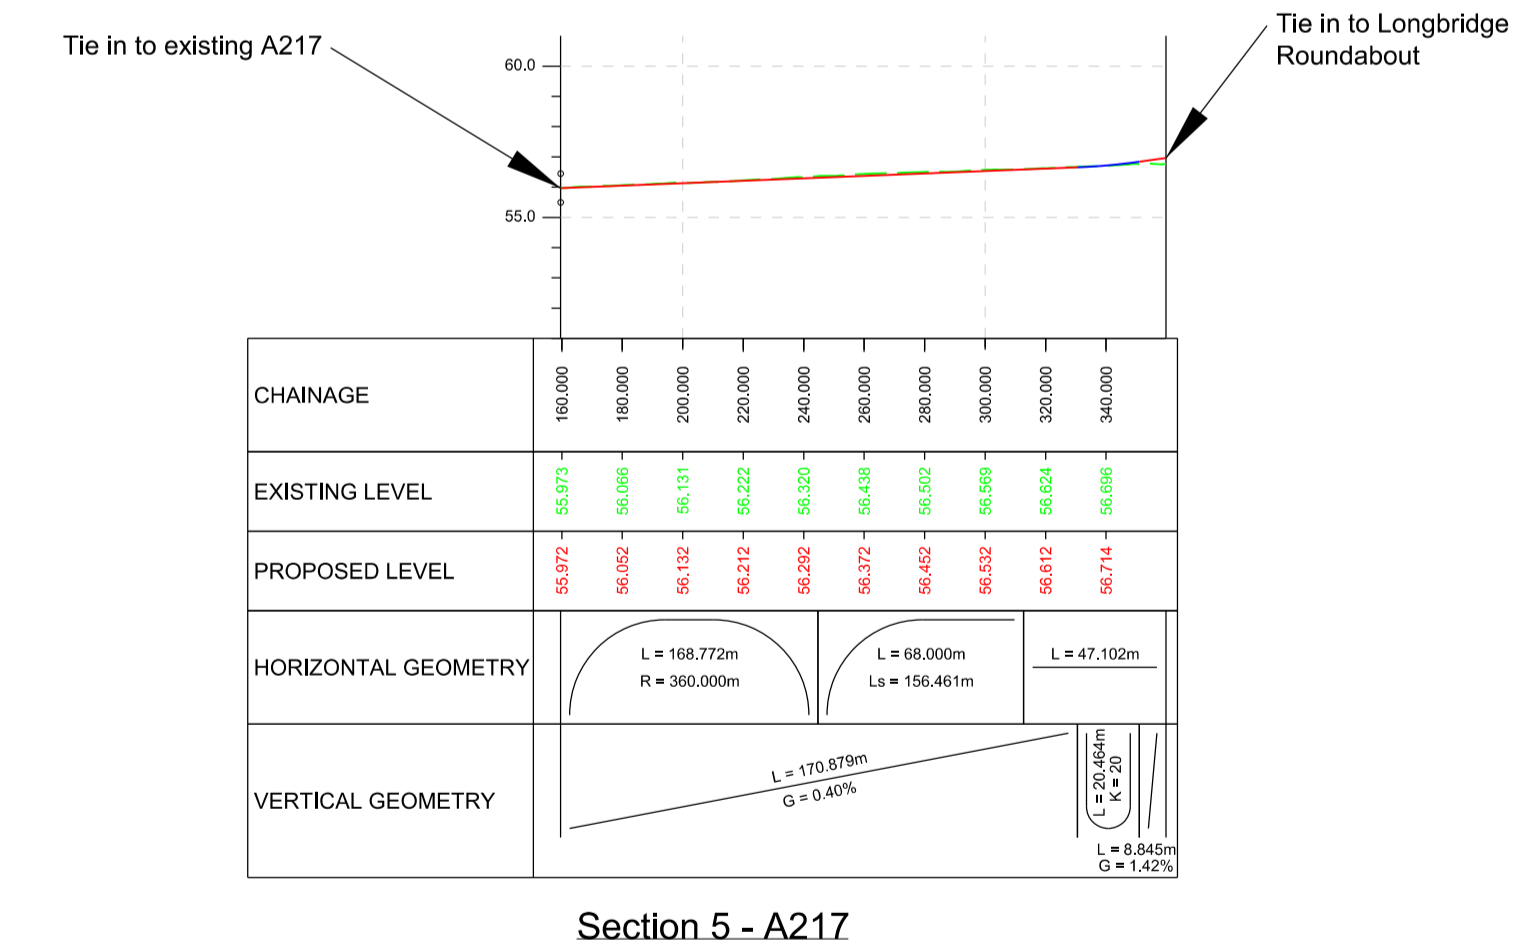 Tie in to existing A217
Tie in to Longbridge
Roundabout
60.0
55.0
CHAINAGE
160.000 180.000 200.000 220.000 240.000 260.000 280.000 300.000 320.000 340.000
EXISTING LEVEL
55.973 56.066 56.131 56.222 56.320 56.438 56.502 56.569 56.624 56.696
PROPOSED LEVEL
55.972 56.052 56.132 56.212 56.292 56.372 56.452 56.532 56.612 56.714
HORIZONTAL GEOMETRY
L = 168.772m
R = 360.000m
L = 68.000m
Ls = 156.461m
L = 47.102m
VERTICAL GEOMETRY
L = 170.879m
G = 0.40%
L = 20.464m
K = 20
L = 8.845m
G = 1.42%
Section 5 - A217